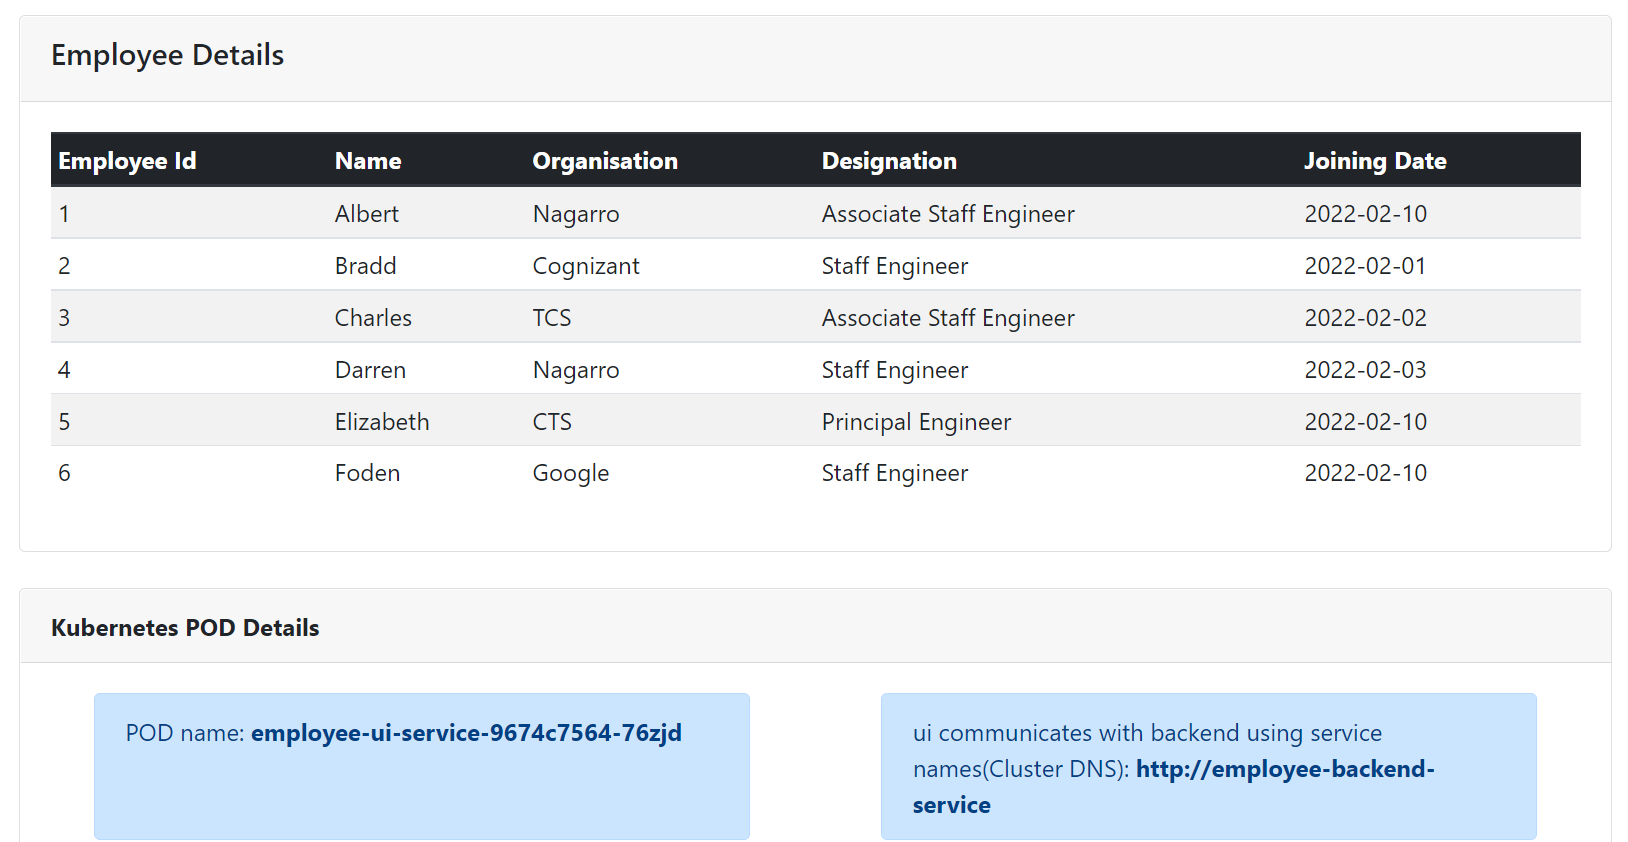 Employee Details
Employee Id Name Organisation Designation Joining Date
1 Albert Nagarro Associate Staff Engineer 2022-02-10
2 Bradd Cognizant Staff Engineer 2022-02-01
3 Charles TCS Associate Staff Engineer 2022-02-02
4 Darren Nagarro Staff Engineer 2022-02-03
5 Elizabeth CTS Principal Engineer 2022-02-10
6 Foden Google Staff Engineer 2022-02-10
Kubernetes POD Details
POD name: employee-ui-service-9674c7564-76zjd
ui communicates with backend using service
names(Cluster DNS): http://employee-backend-
service